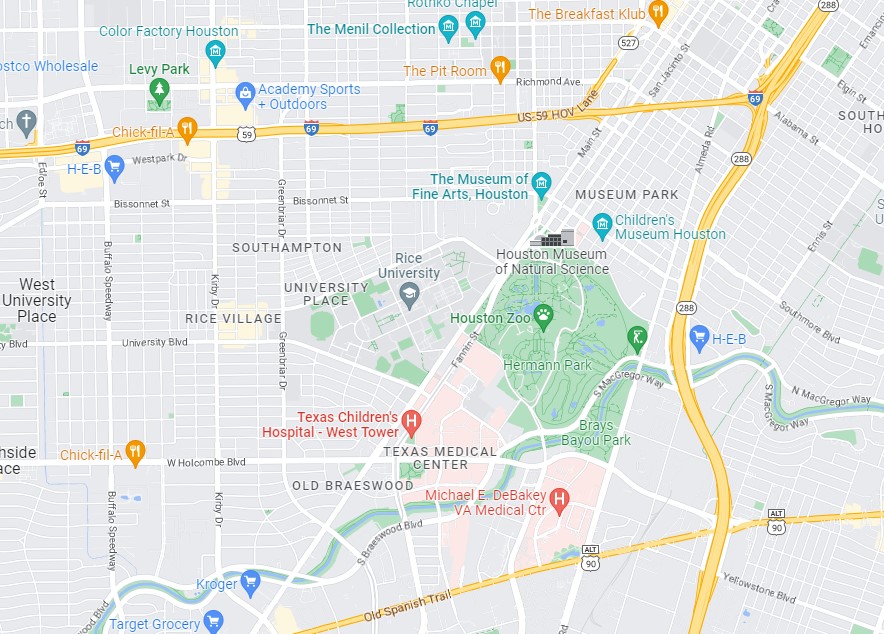 Rothko Chapel
The Breakfast Klub
288
The Menil Collection
Color Factory Houston
527
San Jacinto St
ostco Wholesale
Levy Park
The Pit Room
Richmond Ave.
Elgin St
Academy Sports
+ Outdoors
US-59 HOV Lane
69
SOUTH
HO
ch
Chick-fil-A
69
69
59
Main St
Almeda Rd
Alabama St
69
H-E-B
Westpark Dr
288
Edloe St
The Museum of
Fine Arts, Houston
MUSEUM PARK
Bissonnet St
Bissonnet St
Greenbriar Dr
Children's
Museum Houston
Ennis St
SOUTHAMPTON
Houston Museum
of Natural Science
Rice
University
Buffalo Speedway
Kirby Dr
West
University
Place
UNIVERSITY
PLACE
288
RICE VILLAGE
Houston Zoo
Southmore Blvd
y Blvd
University Blvd
Greenbriar Dr
Fannin St
H-E-B
Hermann Park
S MacGregor Way
N MacGregor Way
S MacGregor
Way
Texas Children's
Hospital - West Tower
Brays
Bayou Park
hside
ace
Chick-fil-A
W Holcombe Blvd
TEXAS MEDICAL
CENTER
OLD BRAESWOOD
Michael E. DeBakey
VA Medical Ctr
Buffalo Speedway
Kirby Dr
S Braeswood Blvd
ALT
90
ALT
90
Kroger
Yellowstone Blvd
Old Spanish Trail
wood Blvd
Target Grocery
Rd